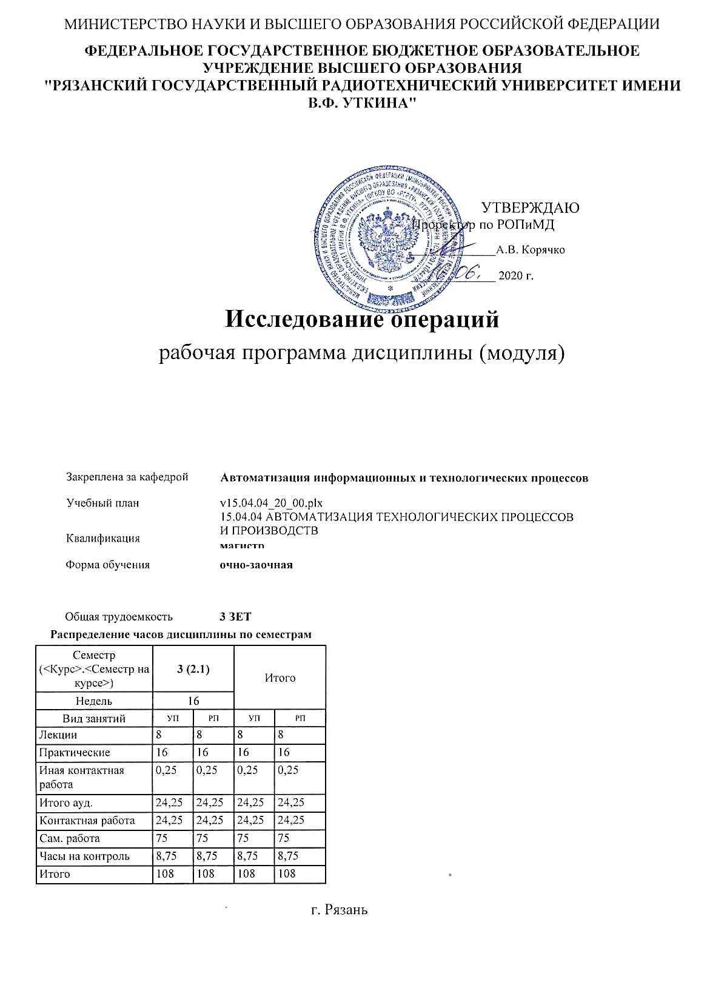 МИНИСТЕРСТВО НАУКИ И ВЫСШЕГО ОБРАЗОВАНИЯ РОССИЙСКОЙ ФЕДЕРАЦИИ
ФЕДЕРАЛЬНОЕ ГОСУДАРСТВЕННОЕ БЮДЖЕТНОЕ ОБРАЗОВАТЕЛЬНОЕ
УЧРЕЖДЕНИЕ ВЫСШЕГО ОБРАЗОВАНИЯ
"РЯЗАНСКИЙ ГОСУДАРСТВЕННЫЙ РАДИОТЕХНИЧЕСКИЙ УНИВЕРСИТЕТ ИМЕНИ
В.Ф. УТКИНА"
УТВЕРЖДАЮ
Проректор по РОПиМД
А.В. Корячко
06. 2020 г.
Исследование операций
рабочая программа дисциплины (модуля)
Закреплена за кафедрой Автоматизация информационных и технологических процессов
Учебный план v15.04.04_20_00.plx
15.04.04 АВТОМАТИЗАЦИЯ ТЕХНОЛОГИЧЕСКИХ ПРОЦЕССОВ
И ПРОИЗВОДСТВ
Квалификация магистр
Форма обучения очно-заочная
Общая трудоемкость 3 ЗЕТ
Распределение часов дисциплины по семестрам
Семестр
(<Курс>.<Семестр на
курсе>) 3 (2.1) Итого
Недель 16
Вид занятий УП РП УП РП
Лекции 8 8 8 8
Практические 16 16 16 16
Иная контактная
работа 0,25 0,25 0,25 0,25
Итого ауд. 24,25 24,25 24,25 24,25
Контактная работа 24,25 24,25 24,25 24,25
Сам. работа 75 75 75 75
Часы на контроль 8,75 8,75 8,75 8,75
Итого 108 108 108 108
г. Рязань